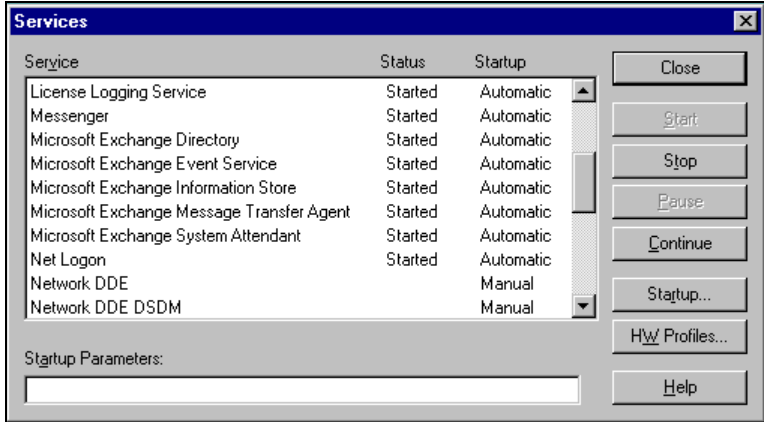 Services
Service Status Startup
License Logging Service Started Automatic
Messenger Started Automatic
Microsoft Exchange Directory Started Automatic
Microsoft Exchange Event Service Started Automatic
Microsoft Exchange Information Store Started Automatic
Microsoft Exchange Message Transfer Agent Started Automatic
Microsoft Exchange System Attendant Started Automatic
Net Logon Started Automatic
Network DDE Manual
Network DDE DSDM Manual
Startup Parameters:
Close
Start
Stop
Pause
Continue
Startup...
HW Profiles...
Help